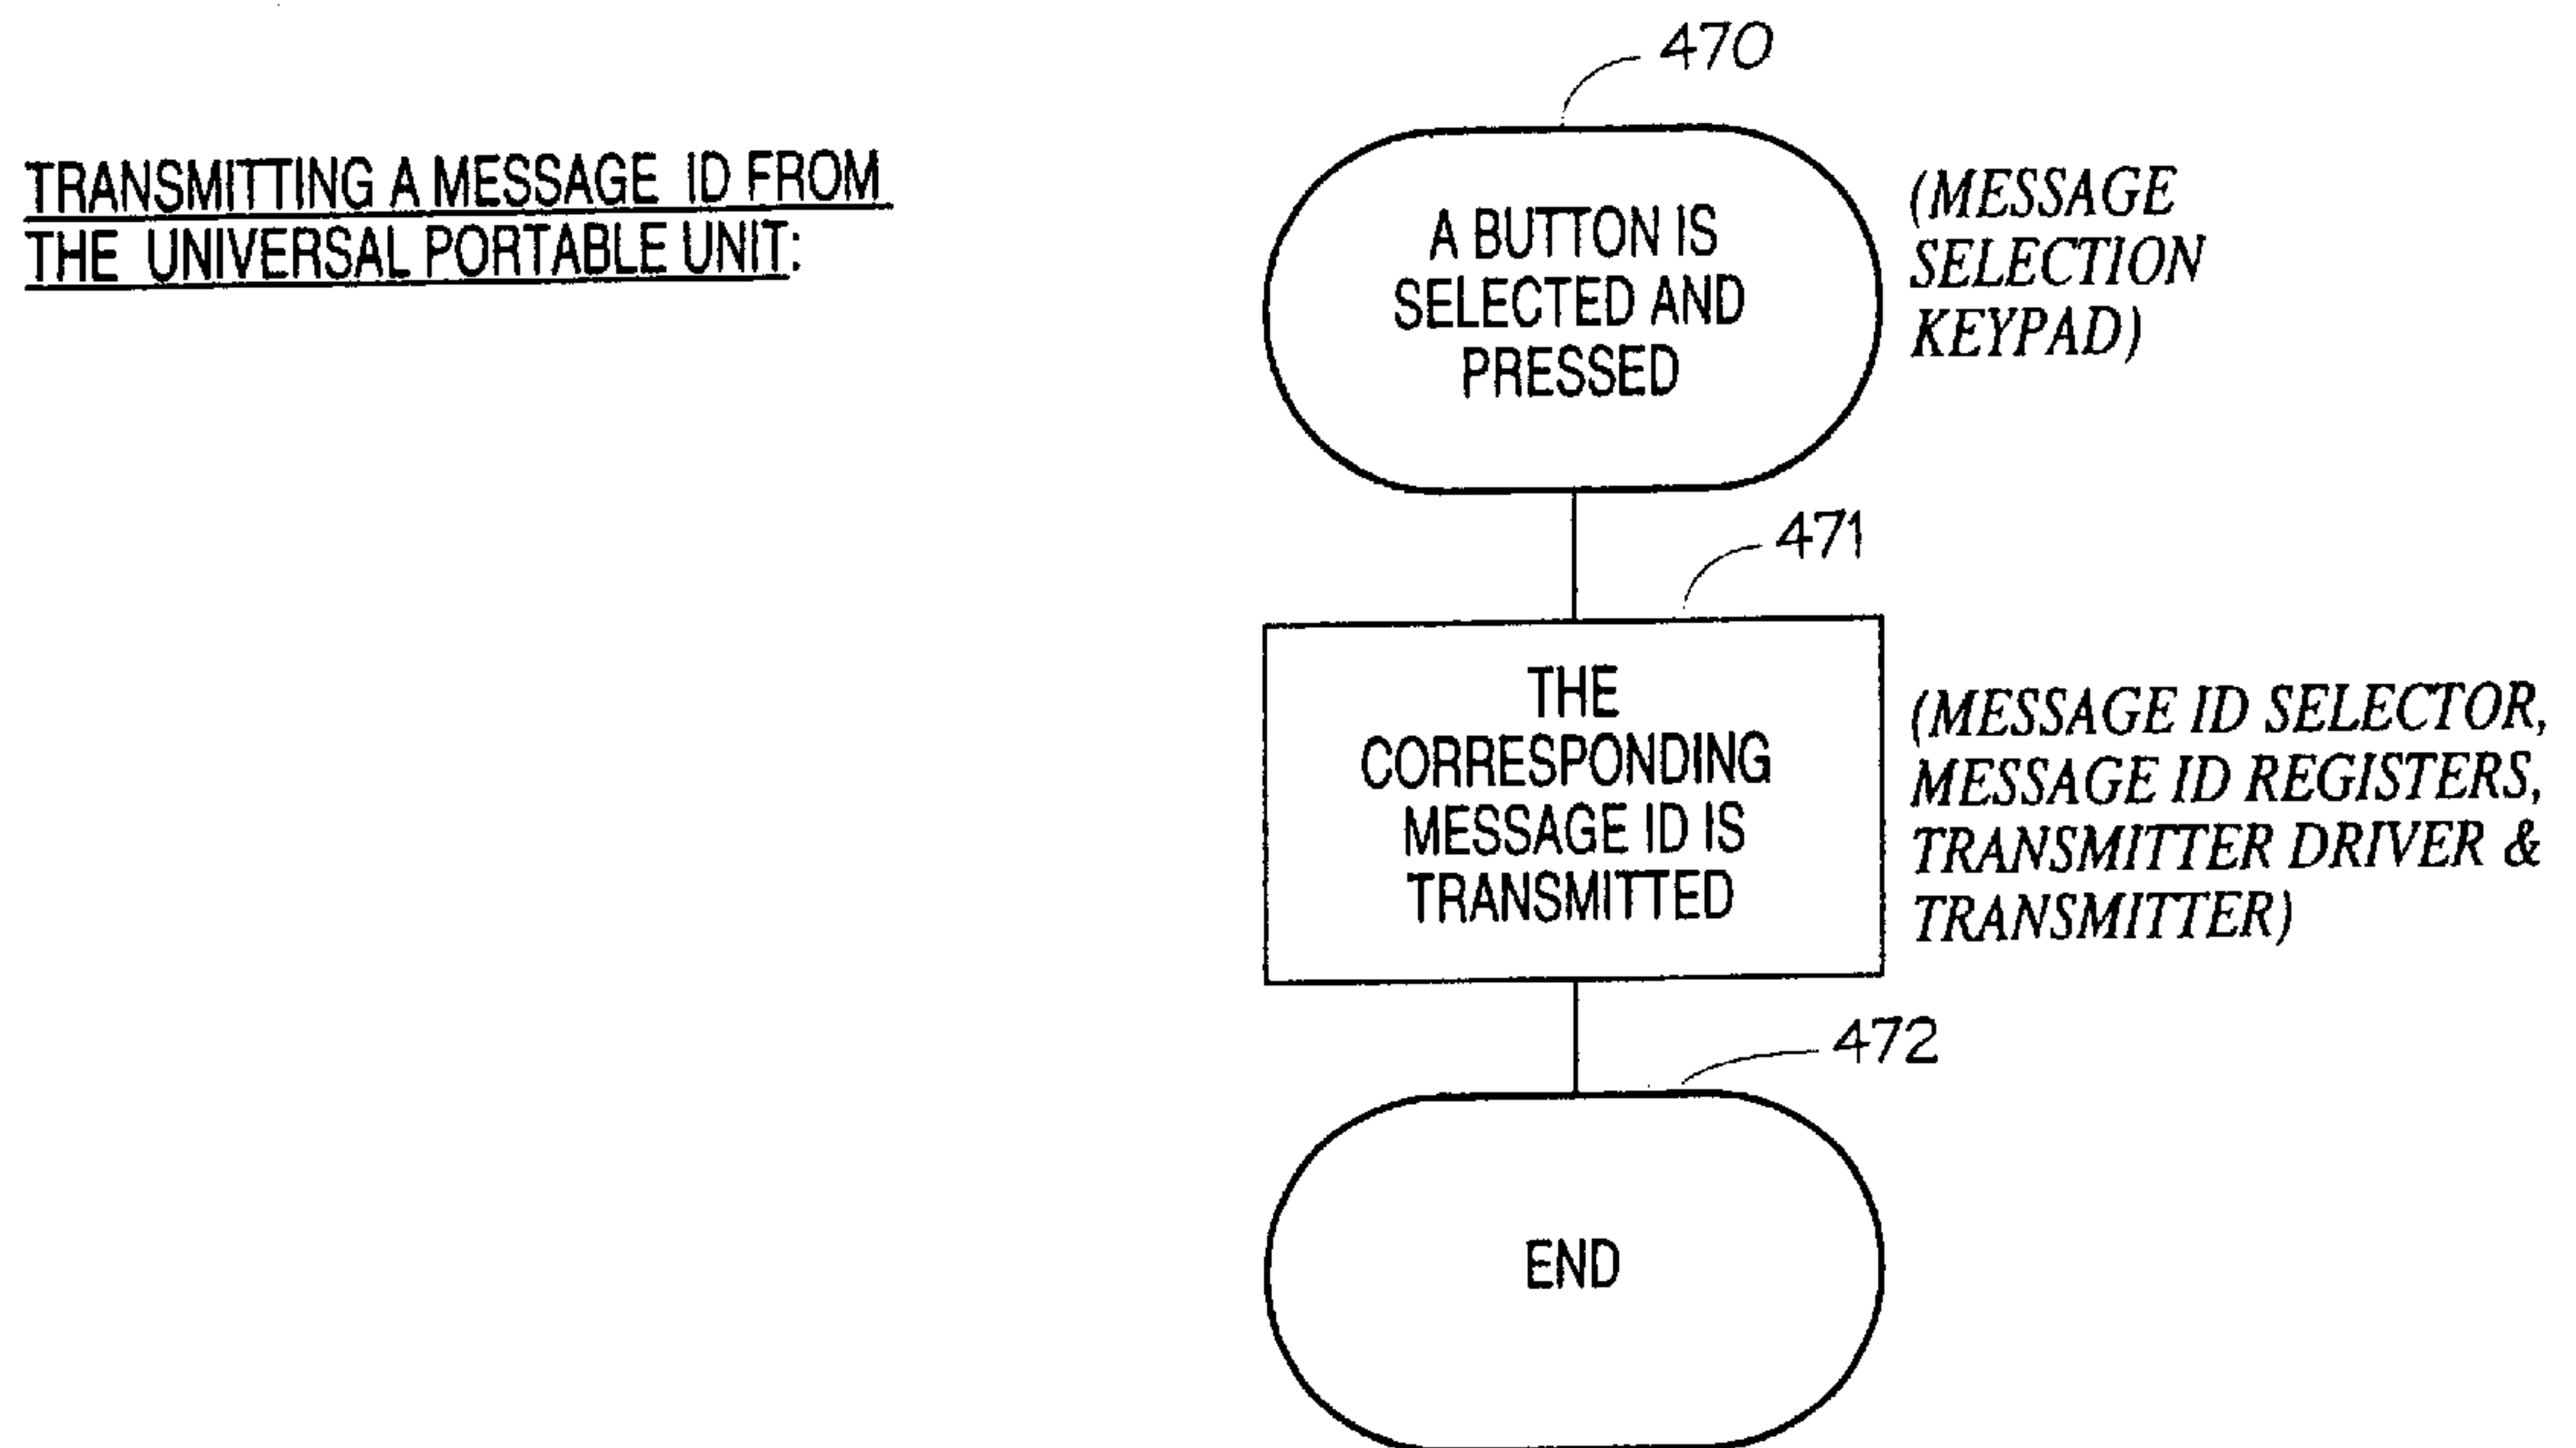 TRANSMITTING A MESSAGE ID FROM
THE UNIVERSAL PORTABLE UNIT:
470
A BUTTON IS
SELECTED AND
PRESSED
(MESSAGE
SELECTION
KEYPAD)
471
THE
CORRESPONDING
MESSAGE ID IS
TRANSMITTED
(MESSAGE ID SELECTOR,
MESSAGE ID REGISTERS,
TRANSMITTER DRIVER &
TRANSMITTER)
472
END